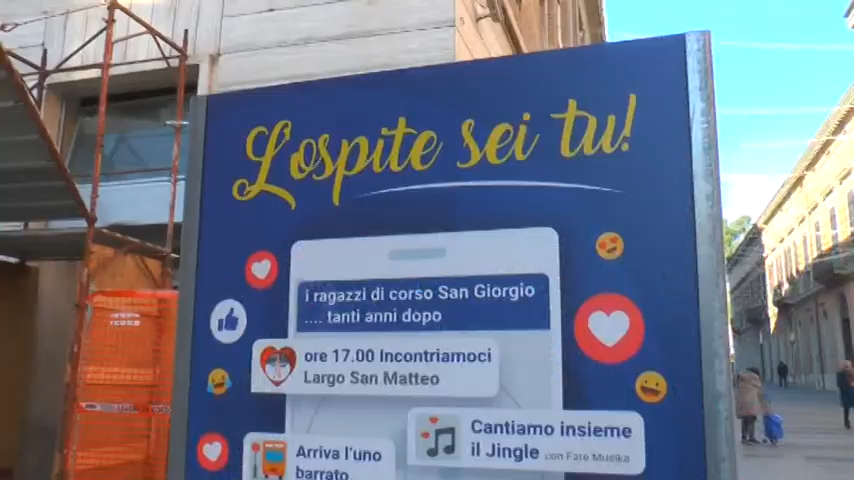 L'ospite sei tu!
i ragazzi di corso San Giorgio
.... tanti anni dopo
ore 17.00 Incontriamoci
Largo San Matteo
Cantiamo insieme
il Jingle con Fare Musika
Arriva l'uno
barrato